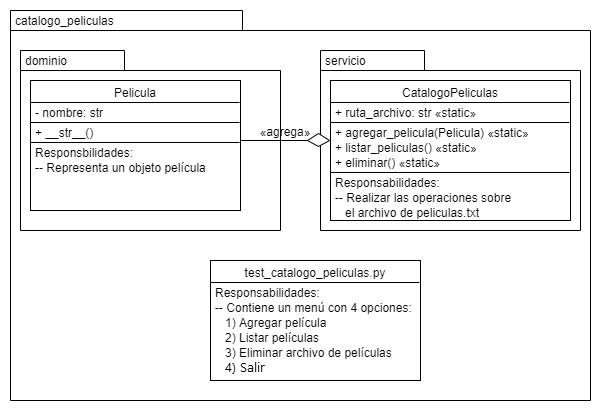 catalogo_peliculas
dominio
Pelicula
- nombre: str
+ __str__()
Responsbilidades:
-- Representa un objeto película
«agrega»
servicio
CatalogoPeliculas
+ ruta_archivo: str «static»
+ agregar_pelicula(Pelicula) «static»
+ listar_peliculas() «static»
+ eliminar() «static»
Responsabilidades:
-- Realizar las operaciones sobre
el archivo de peliculas.txt
test_catalogo_peliculas.py
Responsabilidades:
-- Contiene un menú con 4 opciones:
1) Agregar película
2) Listar películas
3) Eliminar archivo de películas
4) Salir